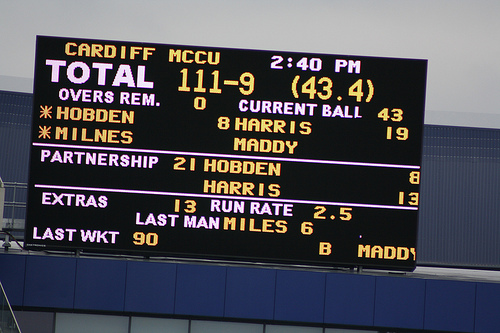 CARDIFF MCCU 2:40 PM
TOTAL 111-9 (43.4)
OVERS REM. 0 CURRENT BALL 43
*HOBDEN 8 HARRIS 19
*MILNES MADDY
PARTNERSHIP 21 HOBDEN 8
HARRIS 13
EXTRAS 13 RUN RATE 2.5
LAST MAN MILES 6
LAST WKT 90 B MADDY